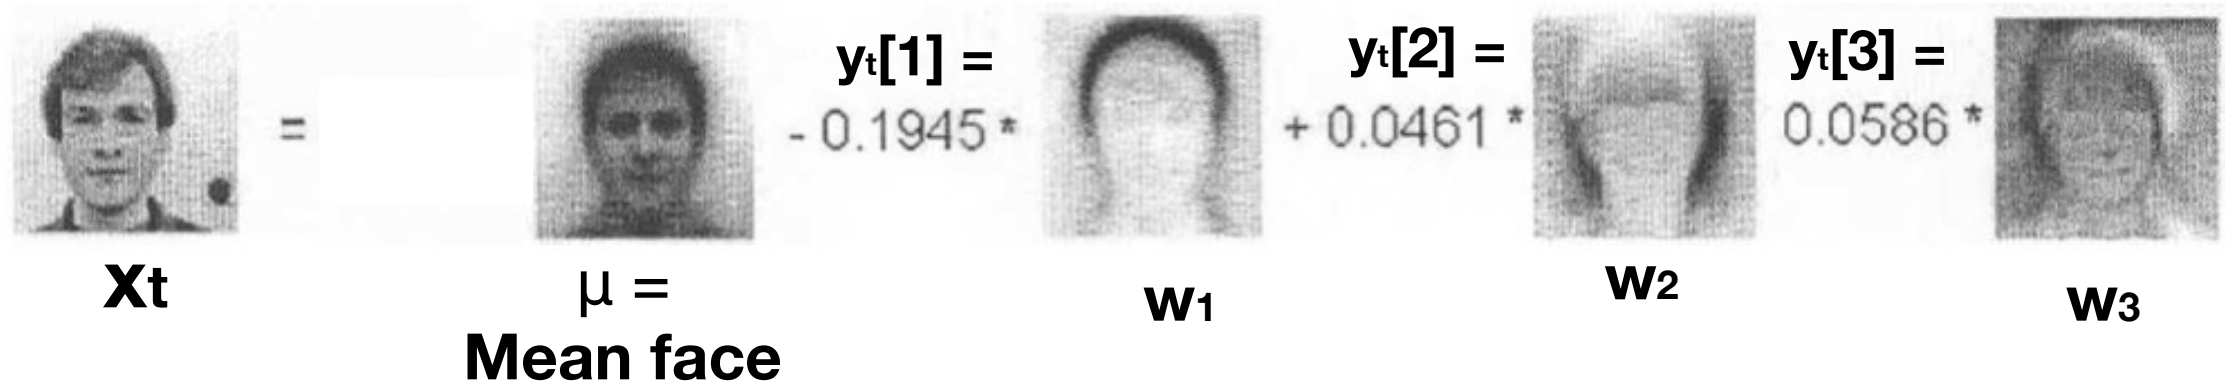 yt[1] = yt[2] = yt[3] =
= - 0.1945 * + 0.0461 * 0.0586 *
xt μ = w1 w2 w3
Mean face